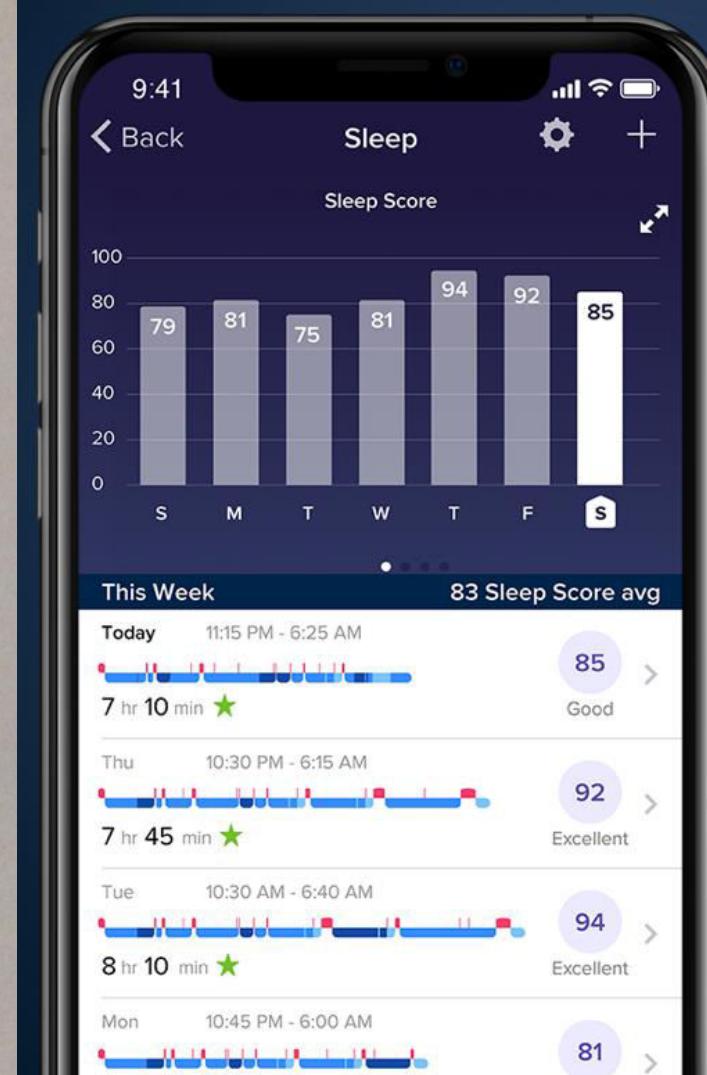 9:41
Back Sleep
Sleep Score
100
80
60
40
20
0
79 81 75 81 94 92 85
S M T W T F S
This Week 83 Sleep Score avg
Today 11:15 PM - 6:25 AM
85
7 hr 10 min
Good
Thu 10:30 PM - 6:15 AM
92
7 hr 45 min
Excellent
Tue 10:30 AM - 6:40 AM
94
8 hr 10 min
Excellent
Mon 10:45 PM - 6:00 AM
81